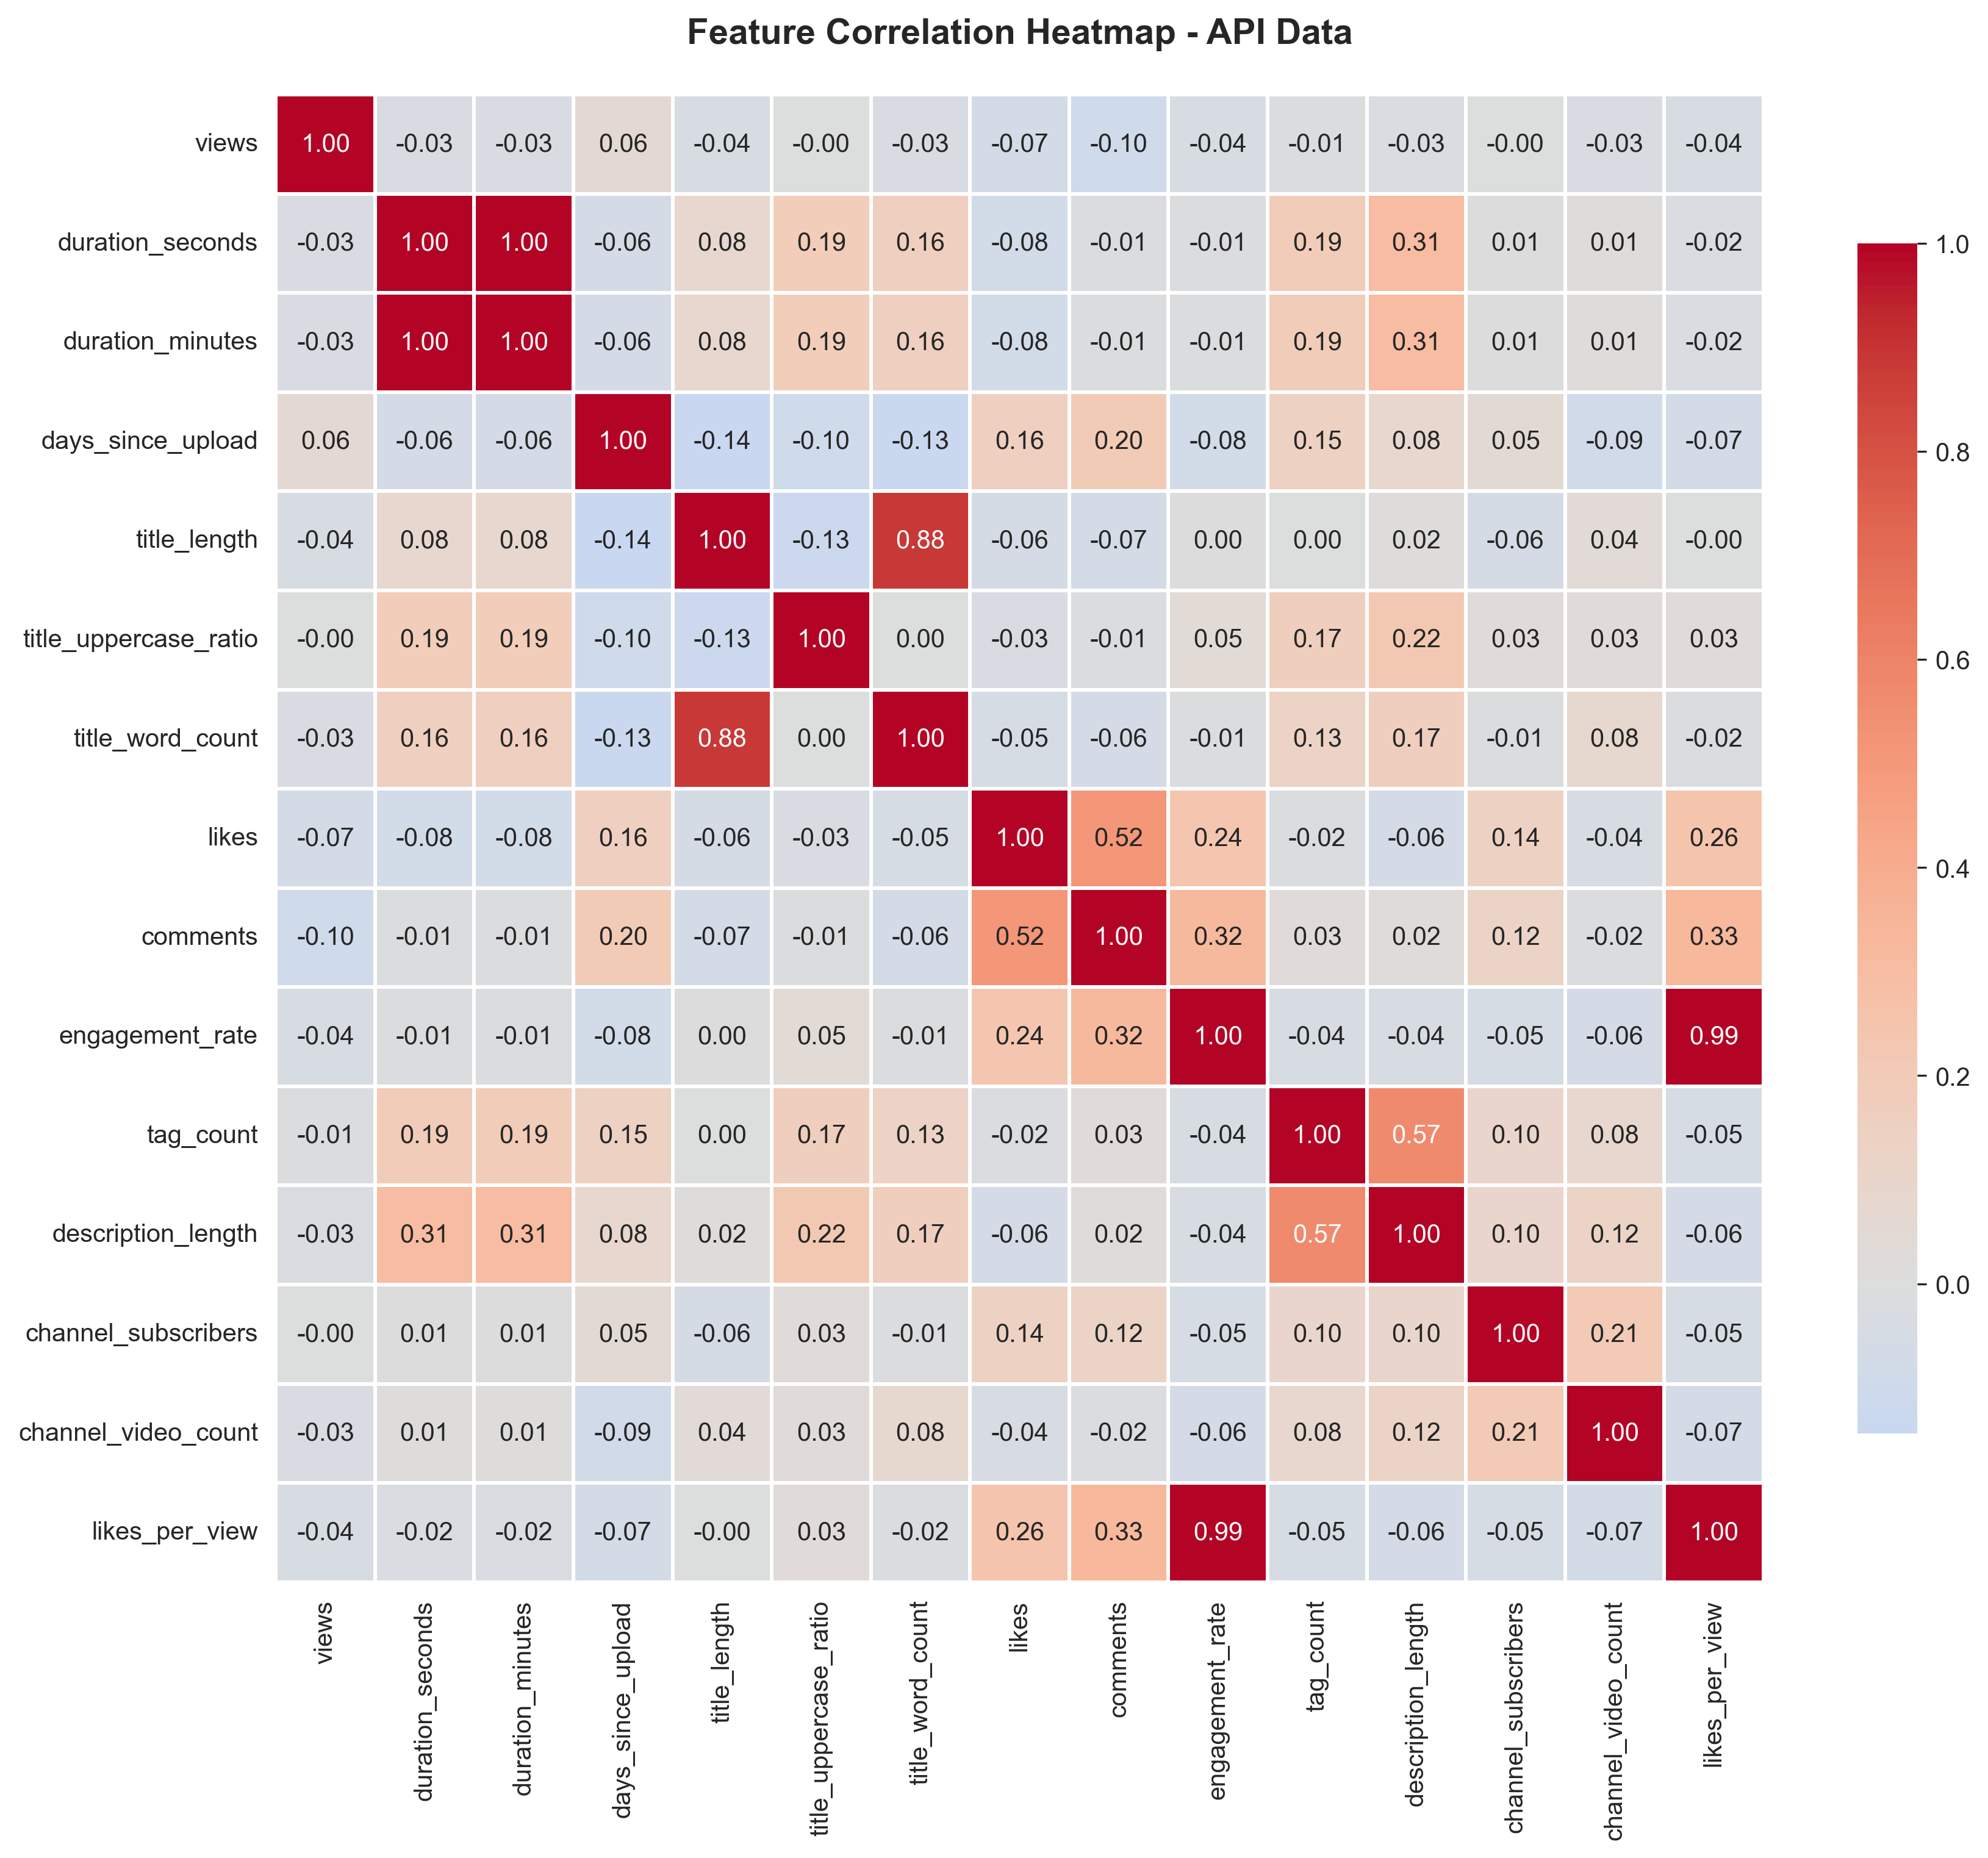 Feature Correlation Heatmap - API Data
views 1.00 -0.03 -0.03 0.06 -0.04 -0.00 -0.03 -0.07 -0.10 -0.04 -0.01 -0.03 -0.00 -0.03 -0.04
duration_seconds -0.03 1.00 1.00 -0.06 0.08 0.19 0.16 -0.08 -0.01 -0.01 0.19 0.31 0.01 0.01 -0.02
duration_minutes -0.03 1.00 1.00 -0.06 0.08 0.19 0.16 -0.08 -0.01 -0.01 0.19 0.31 0.01 0.01 -0.02
days_since_upload 0.06 -0.06 -0.06 1.00 -0.14 -0.10 -0.13 0.16 0.20 -0.08 0.15 0.08 0.05 -0.09 -0.07
title_length -0.04 0.08 0.08 -0.14 1.00 -0.13 0.88 -0.06 -0.07 0.00 0.00 0.02 -0.06 0.04 -0.00
title_uppercase_ratio -0.00 0.19 0.19 -0.10 -0.13 1.00 0.00 -0.03 -0.01 0.05 0.17 0.22 0.03 0.03 0.03
title_word_count -0.03 0.16 0.16 -0.13 0.88 0.00 1.00 -0.05 -0.06 -0.01 0.13 0.17 -0.01 0.08 -0.02
likes -0.07 -0.08 -0.08 0.16 -0.06 -0.03 -0.05 1.00 0.52 0.24 -0.02 -0.06 0.14 -0.04 0.26
comments -0.10 -0.01 -0.01 0.20 -0.07 -0.01 -0.06 0.52 1.00 0.32 0.03 0.02 0.12 -0.02 0.33
engagement_rate -0.04 -0.01 -0.01 -0.08 0.00 0.05 -0.01 0.24 0.32 1.00 -0.04 -0.04 -0.05 -0.06 0.99
tag_count -0.01 0.19 0.19 0.15 0.00 0.17 0.13 -0.02 0.03 -0.04 1.00 0.57 0.10 0.08 -0.05
description_length -0.03 0.31 0.31 0.08 0.02 0.22 0.17 -0.06 0.02 -0.04 0.57 1.00 0.10 0.12 -0.06
channel_subscribers -0.00 0.01 0.01 0.05 -0.06 0.03 -0.01 0.14 0.12 -0.05 0.10 0.10 1.00 0.21 -0.05
channel_video_count -0.03 0.01 0.01 -0.09 0.04 0.03 0.08 -0.04 -0.02 -0.06 0.08 0.12 0.21 1.00 -0.07
likes_per_view -0.04 -0.02 -0.02 -0.07 -0.00 0.03 -0.02 0.26 0.33 0.99 -0.05 -0.06 -0.05 -0.07 1.00
views
duration_seconds
duration_minutes
days_since_upload
title_length
title_uppercase_ratio
title_word_count
likes
comments
engagement_rate
tag_count
description_length
channel_subscribers
channel_video_count
likes_per_view
1.0
0.8
0.6
0.4
0.2
0.0